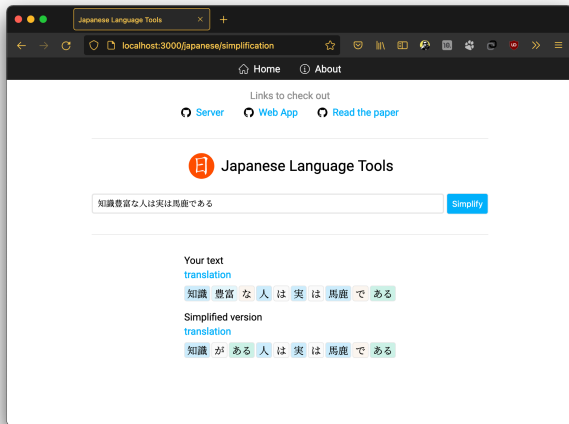 Japanese Language Tools
localhost:3000/japanese/simplification
Home About
Links to check out
Server Web App Read the paper
日 Japanese Language Tools
知識豊富な人は実は馬鹿である Simplify
Your text
translation
知識 豊富 な 人 は 実 は 馬鹿 で ある
Simplified version
translation
知識 が ある 人 は 実 は 馬鹿 で ある